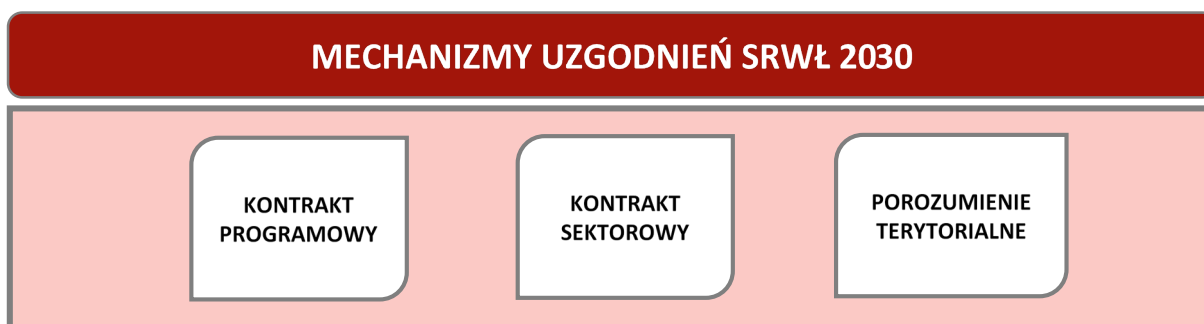 MECHANIZMY UZGODNIEŃ SRWŁ 2030
KONTRAKT
PROGRAMOWY
KONTRAKT
SEKTOROWY
POROZUMIENIE
TERYTORIALNE